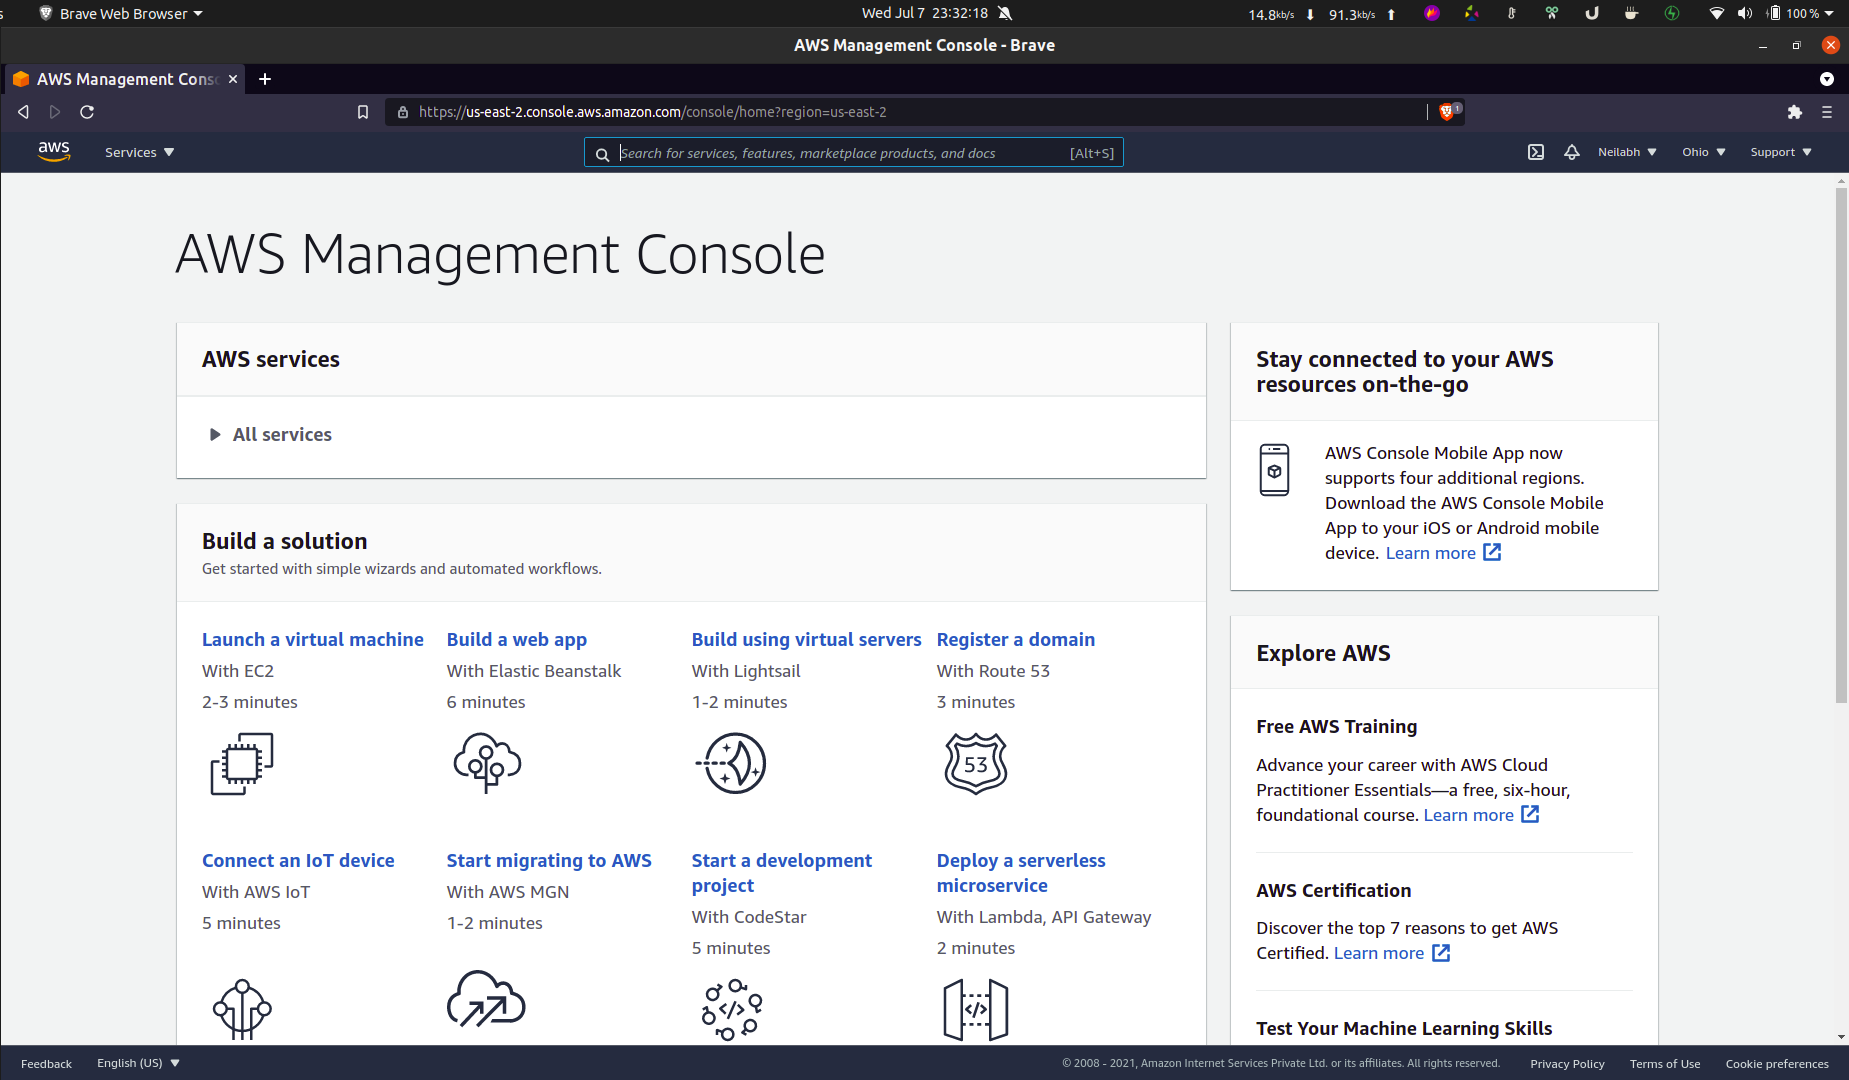 s
Brave Web Browser
Wed Jul 7 23:32:18
14.8kb/s
91.3kb/s
100 %
AWS Management Console - Brave
AWS Management Conso
https://us-east-2.console.aws.amazon.com/console/home?region=us-east-2
1
aws
Services
Search for services, features, marketplace products, and docs
[Alt+S]
Neilabh
Ohio
Support
AWS Management Console
AWS services
All services
Build a solution
Get started with simple wizards and automated workflows.
Launch a virtual machine
With EC2
2-3 minutes
Build a web app
With Elastic Beanstalk
6 minutes
Build using virtual servers
With Lightsail
1-2 minutes
Register a domain
With Route 53
3 minutes
53
Connect an IoT device
With AWS IoT
5 minutes
Start migrating to AWS
With AWS MGN
1-2 minutes
Start a development
project
With CodeStar
5 minutes
</>
Deploy a serverless
microservice
With Lambda, API Gateway
2 minutes
</>
Stay connected to your AWS
resources on-the-go
AWS Console Mobile App now
supports four additional regions.
Download the AWS Console Mobile
App to your iOS or Android mobile
device. Learn more
Explore AWS
Free AWS Training
Advance your career with AWS Cloud
Practitioner Essentials—a free, six-hour,
foundational course. Learn more
AWS Certification
Discover the top 7 reasons to get AWS
Certified. Learn more
Test Your Machine Learning Skills
Feedback
English (US)
© 2008 - 2021, Amazon Internet Services Private Ltd. or its affiliates. All rights reserved.
Privacy Policy
Terms of Use
Cookie preferences